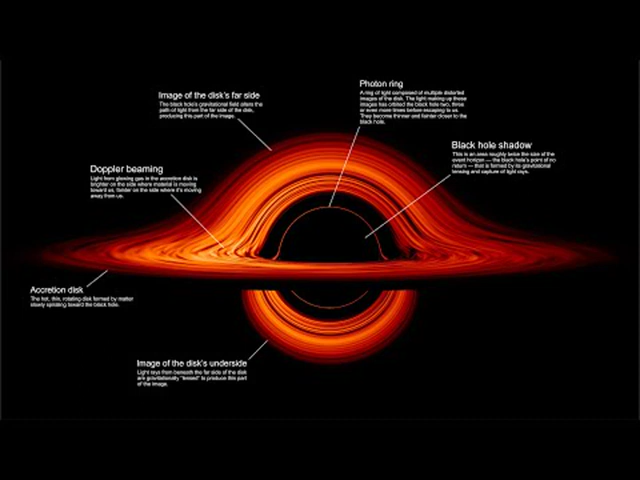 Image of the disk's far side
The black hole's gravitational field alters the
path of light from the far side of the disk,
producing this part of the image.
Photon ring
A ring of light composed of multiple distorted
images of the disk. The light making up these
images has orbited the black hole two, three
or even more times before escaping to us.
They become thinner and fainter closer to the
black hole.
Black hole shadow
This is an area roughly twice the size of the
event horizon — the black hole's point of no
return — that is formed by its gravitational
lensing and capture of light rays.
Doppler beaming
Light from glowing gas in the accretion disk is
brighter on the side where material is moving
toward us, fainter on the side where it's moving
away from us.
Accretion disk
The hot, thin, rotating disk formed by matter
slowly spiraling toward the black hole.
Image of the disk's underside
Light rays from beneath the far side of the disk
are gravitationally "lensed" to produce this part
of the image.